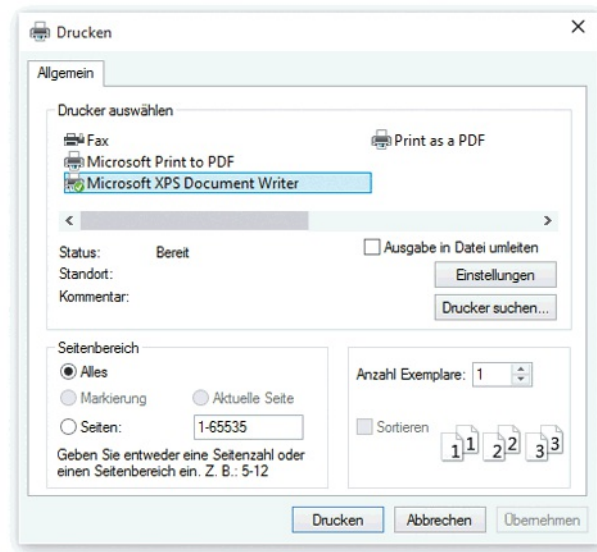 Drucken
Allgemein
Drucker auswählen
Fax
Print as a PDF
Microsoft Print to PDF
Microsoft XPS Document Writer
Status: Bereit
Ausgabe in Datei umleiten
Standort:
Einstellungen
Kommentar:
Drucker suchen...
Seitenbereich
Alles
Markierung Aktuelle Seite
Seiten: 1-65535
Geben Sie entweder eine Seitenzahl oder
einen Seitenbereich ein. Z. B.: 5-12
Anzahl Exemplare: 1
Sortieren
1 1 2 2 3 3
Drucken Abbrechen Übernehmen